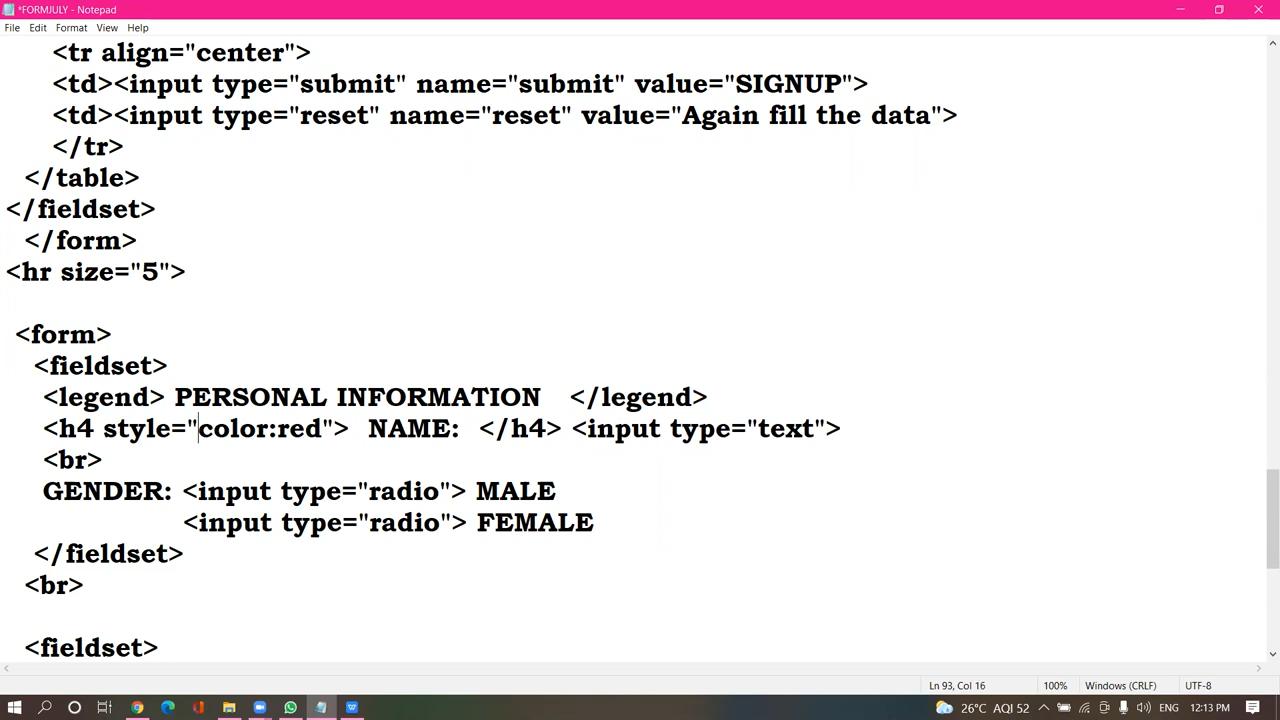 *FORMJULY - Notepad
File Edit Format View Help
<tr align="center">
<td><input type="submit" name="submit" value="SIGNUP">
<td><input type="reset" name="reset" value="Again fill the data">
</tr>
</table>
</fieldset>
</form>
<hr size="5">
<form>
<fieldset>
<legend> PERSONAL INFORMATION </legend>
<h4 style="color:red"> NAME: </h4> <input type="text">
<br>
GENDER: <input type="radio"> MALE
<input type="radio"> FEMALE
</fieldset>
<br>
<fieldset>
Ln 93, Col 16 100% Windows (CRLF) UTF-8
26°C AQI 52 12:13 PM